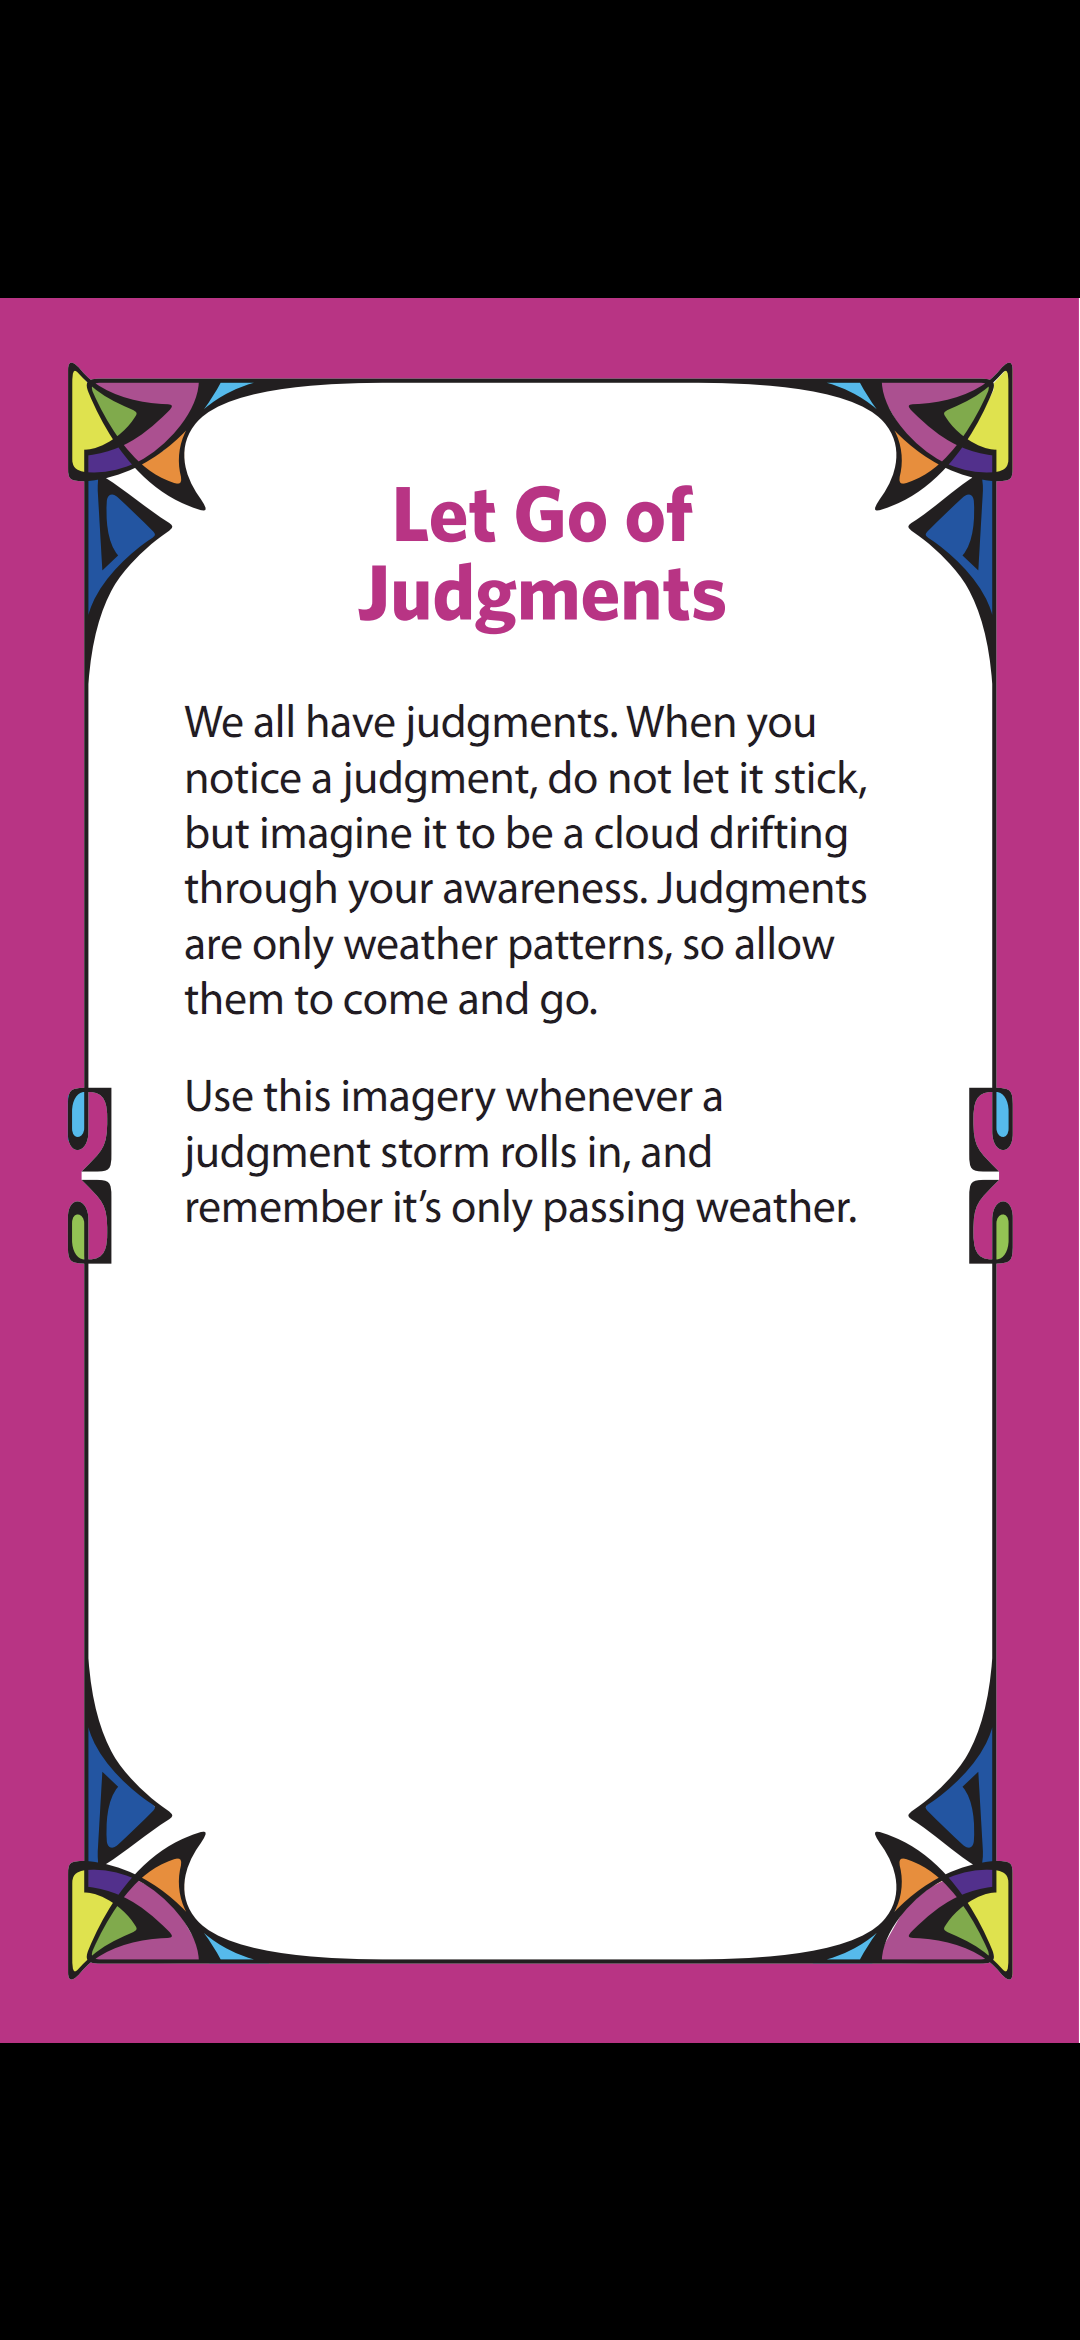 Let Go of
Judgments
We all have judgments. When you
notice a judgment, do not let it stick,
but imagine it to be a cloud drifting
through your awareness. Judgments
are only weather patterns, so allow
them to come and go.
Use this imagery whenever a
judgment storm rolls in, and
remember it’s only passing weather.